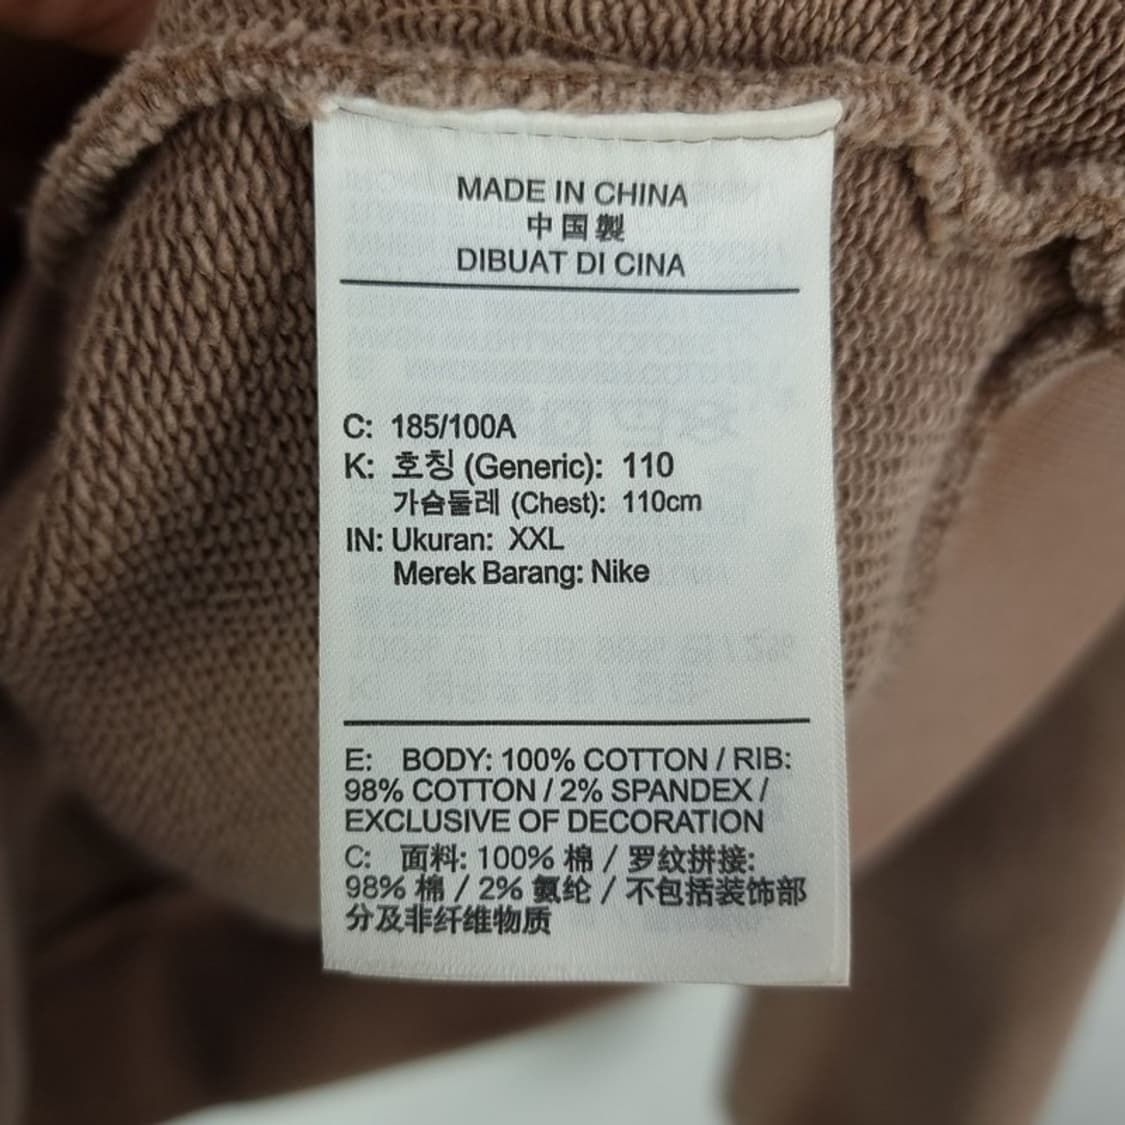 MADE IN CHINA
中国製
DIBUAT DI CINA
C: 185/100A
K: 호칭 (Generic): 110
가슴둘레 (Chest): 110cm
IN: Ukuran: XXL
Merek Barang: Nike
E: BODY: 100% COTTON / RIB:
98% COTTON / 2% SPANDEX /
EXCLUSIVE OF DECORATION
C: 面料: 100% 棉 / 罗纹拼接:
98% 棉 / 2% 氨纶 / 不包括装饰部
分及非纤维物质